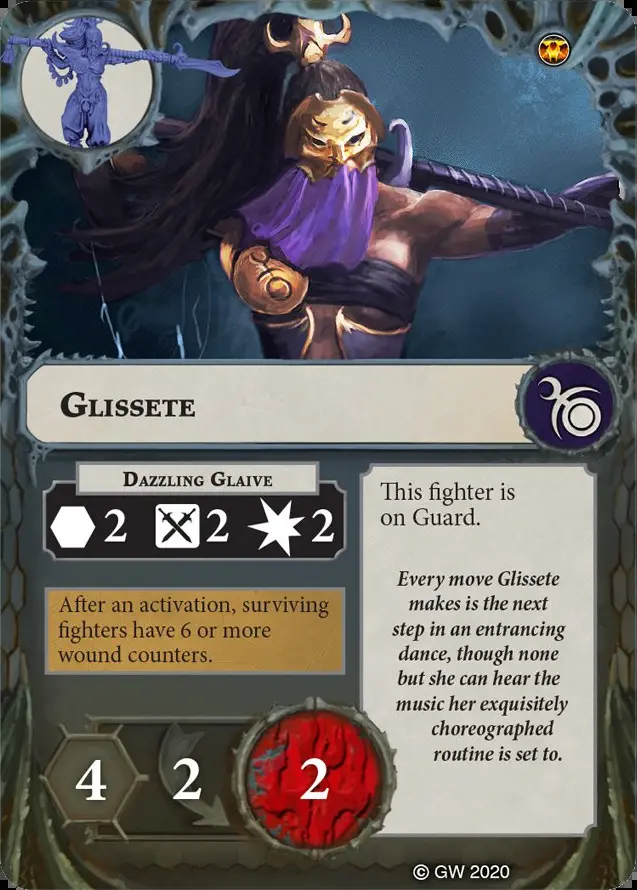 Glissete
Dazzling Glaive
2 2 2
This fighter is
on Guard.
After an activation, surviving
fighters have 6 or more
wound counters.
Every move Glissete
makes is the next
step in an entrancing
dance, though none
but she can hear the
music her exquisitely
choreographed
routine is set to.
4 2 2
© GW 2020